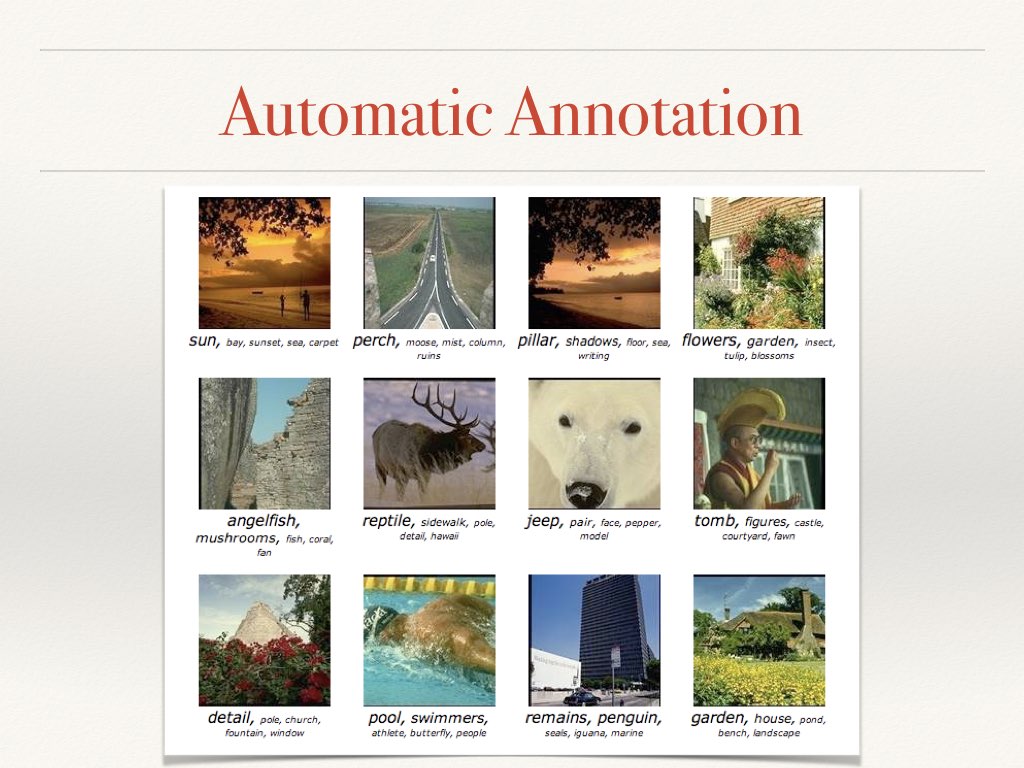 Automatic Annotation
sun, bay, sunset, sea, carpet
perch, moose, mist, column,
ruins
pillar, shadows, floor, sea,
writing
flowers, garden, insect,
tulip, blossoms
angelfish,
mushrooms, fish, coral,
fan
reptile, sidewalk, pole,
detail, hawaii
jeep, pair, face, pepper,
model
tomb, figures, castle,
courtyard, fawn
detail, pole, church,
fountain, window
pool, swimmers,
athlete, butterfly, people
remains, penguin,
seals, iguana, marine
garden, house, pond,
bench, landscape